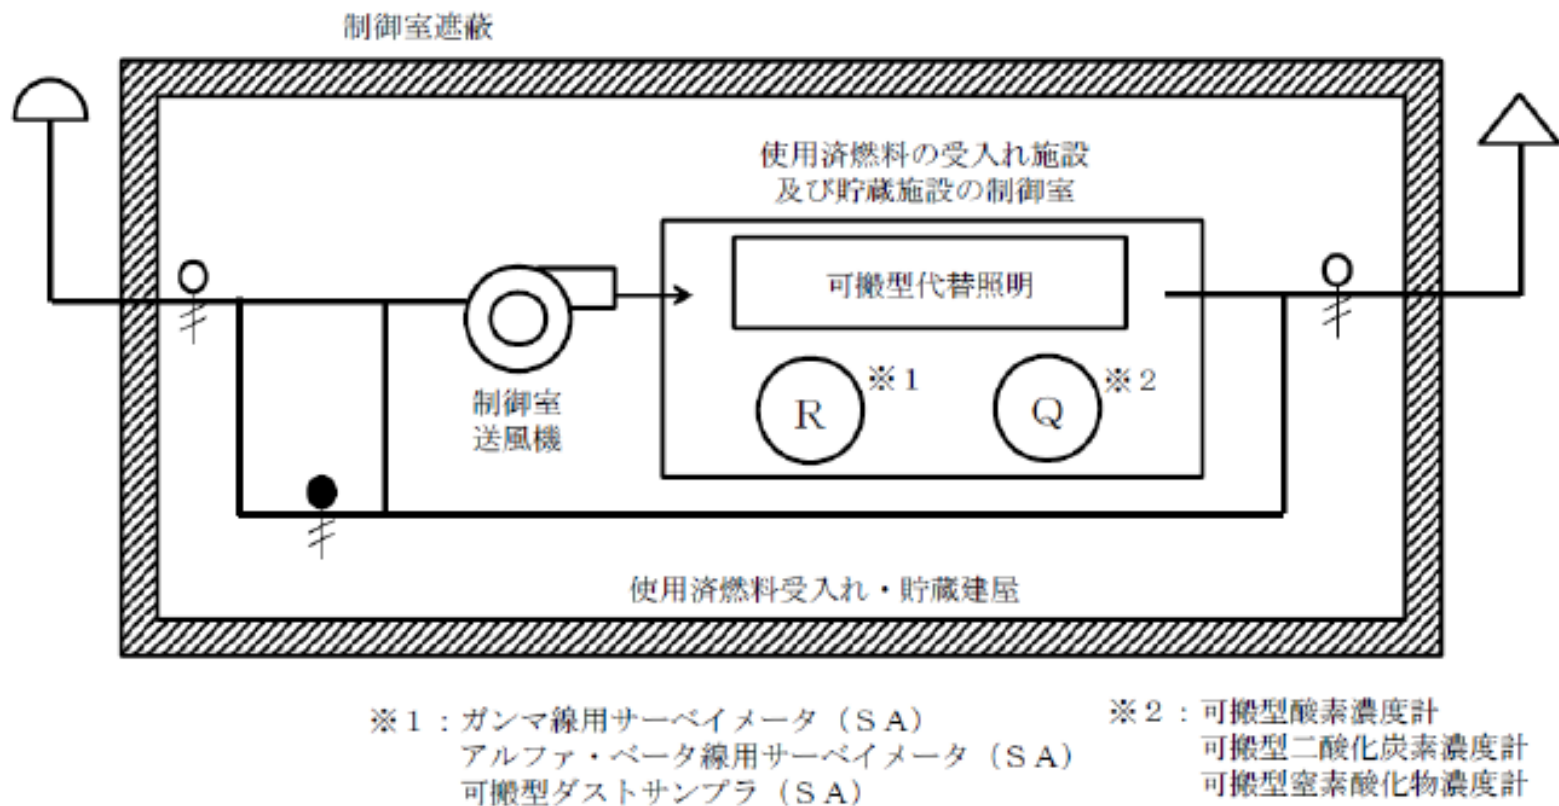 制御室遮蔽
使用済燃料の受入れ施設
及び貯蔵施設の制御室
可搬型代替照明
R
※1
Q
※2
制御室
送風機
使用済燃料受入れ・貯蔵建屋
※1：ガンマ線用サーベイメータ（SA）
アルファ・ベータ線用サーベイメータ（SA）
可搬型ダストサンプラ（SA）
※2：可搬型酸素濃度計
可搬型二酸化炭素濃度計
可搬型窒素酸化物濃度計